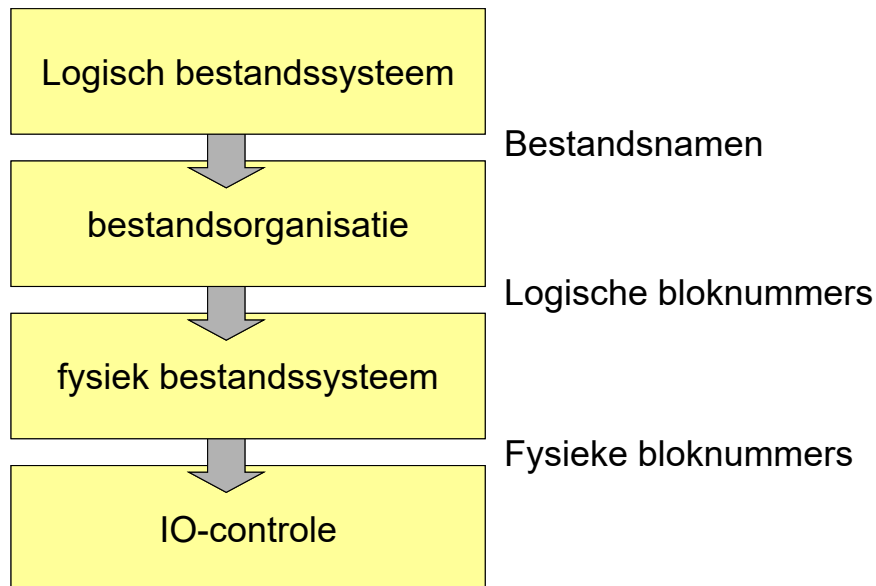 Logisch bestandssysteem
Bestandsnamen
bestandsorganisatie
Logische bloknummers
fysiek bestandssysteem
Fysieke bloknummers
IO-controle